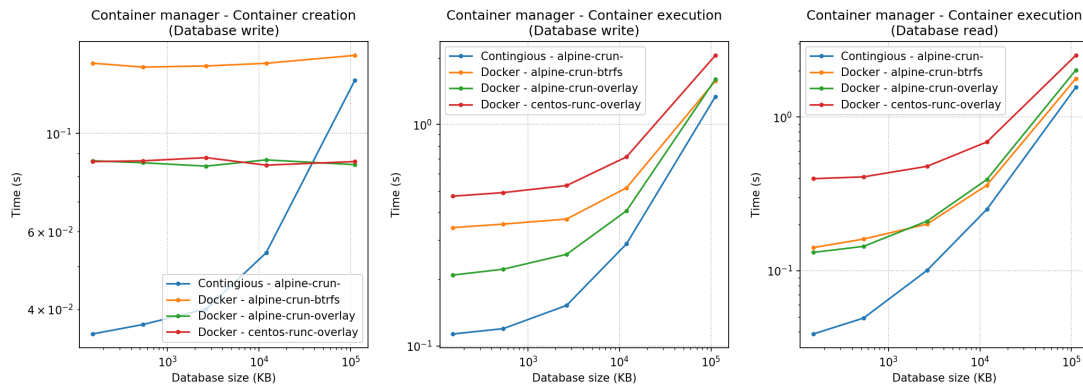 Container manager - Container creation
(Database write)
Time (s)
10⁻¹
6 × 10⁻²
4 × 10⁻²
Contingious - alpine-crun-
Docker - alpine-crun-btrfs
Docker - alpine-crun-overlay
Docker - centos-runc-overlay
10³
10⁴
10⁵
Database size (KB)
Container manager - Container execution
(Database write)
Contingious - alpine-crun-
Docker - alpine-crun-btrfs
Docker - alpine-crun-overlay
Docker - centos-runc-overlay
Time (s)
10⁰
10⁻¹
10³
10⁴
10⁵
Database size (KB)
Container manager - Container execution
(Database read)
Contingious - alpine-crun-
Docker - alpine-crun-btrfs
Docker - alpine-crun-overlay
Docker - centos-runc-overlay
Time (s)
10⁰
10⁻¹
10³
10⁴
10⁵
Database size (KB)